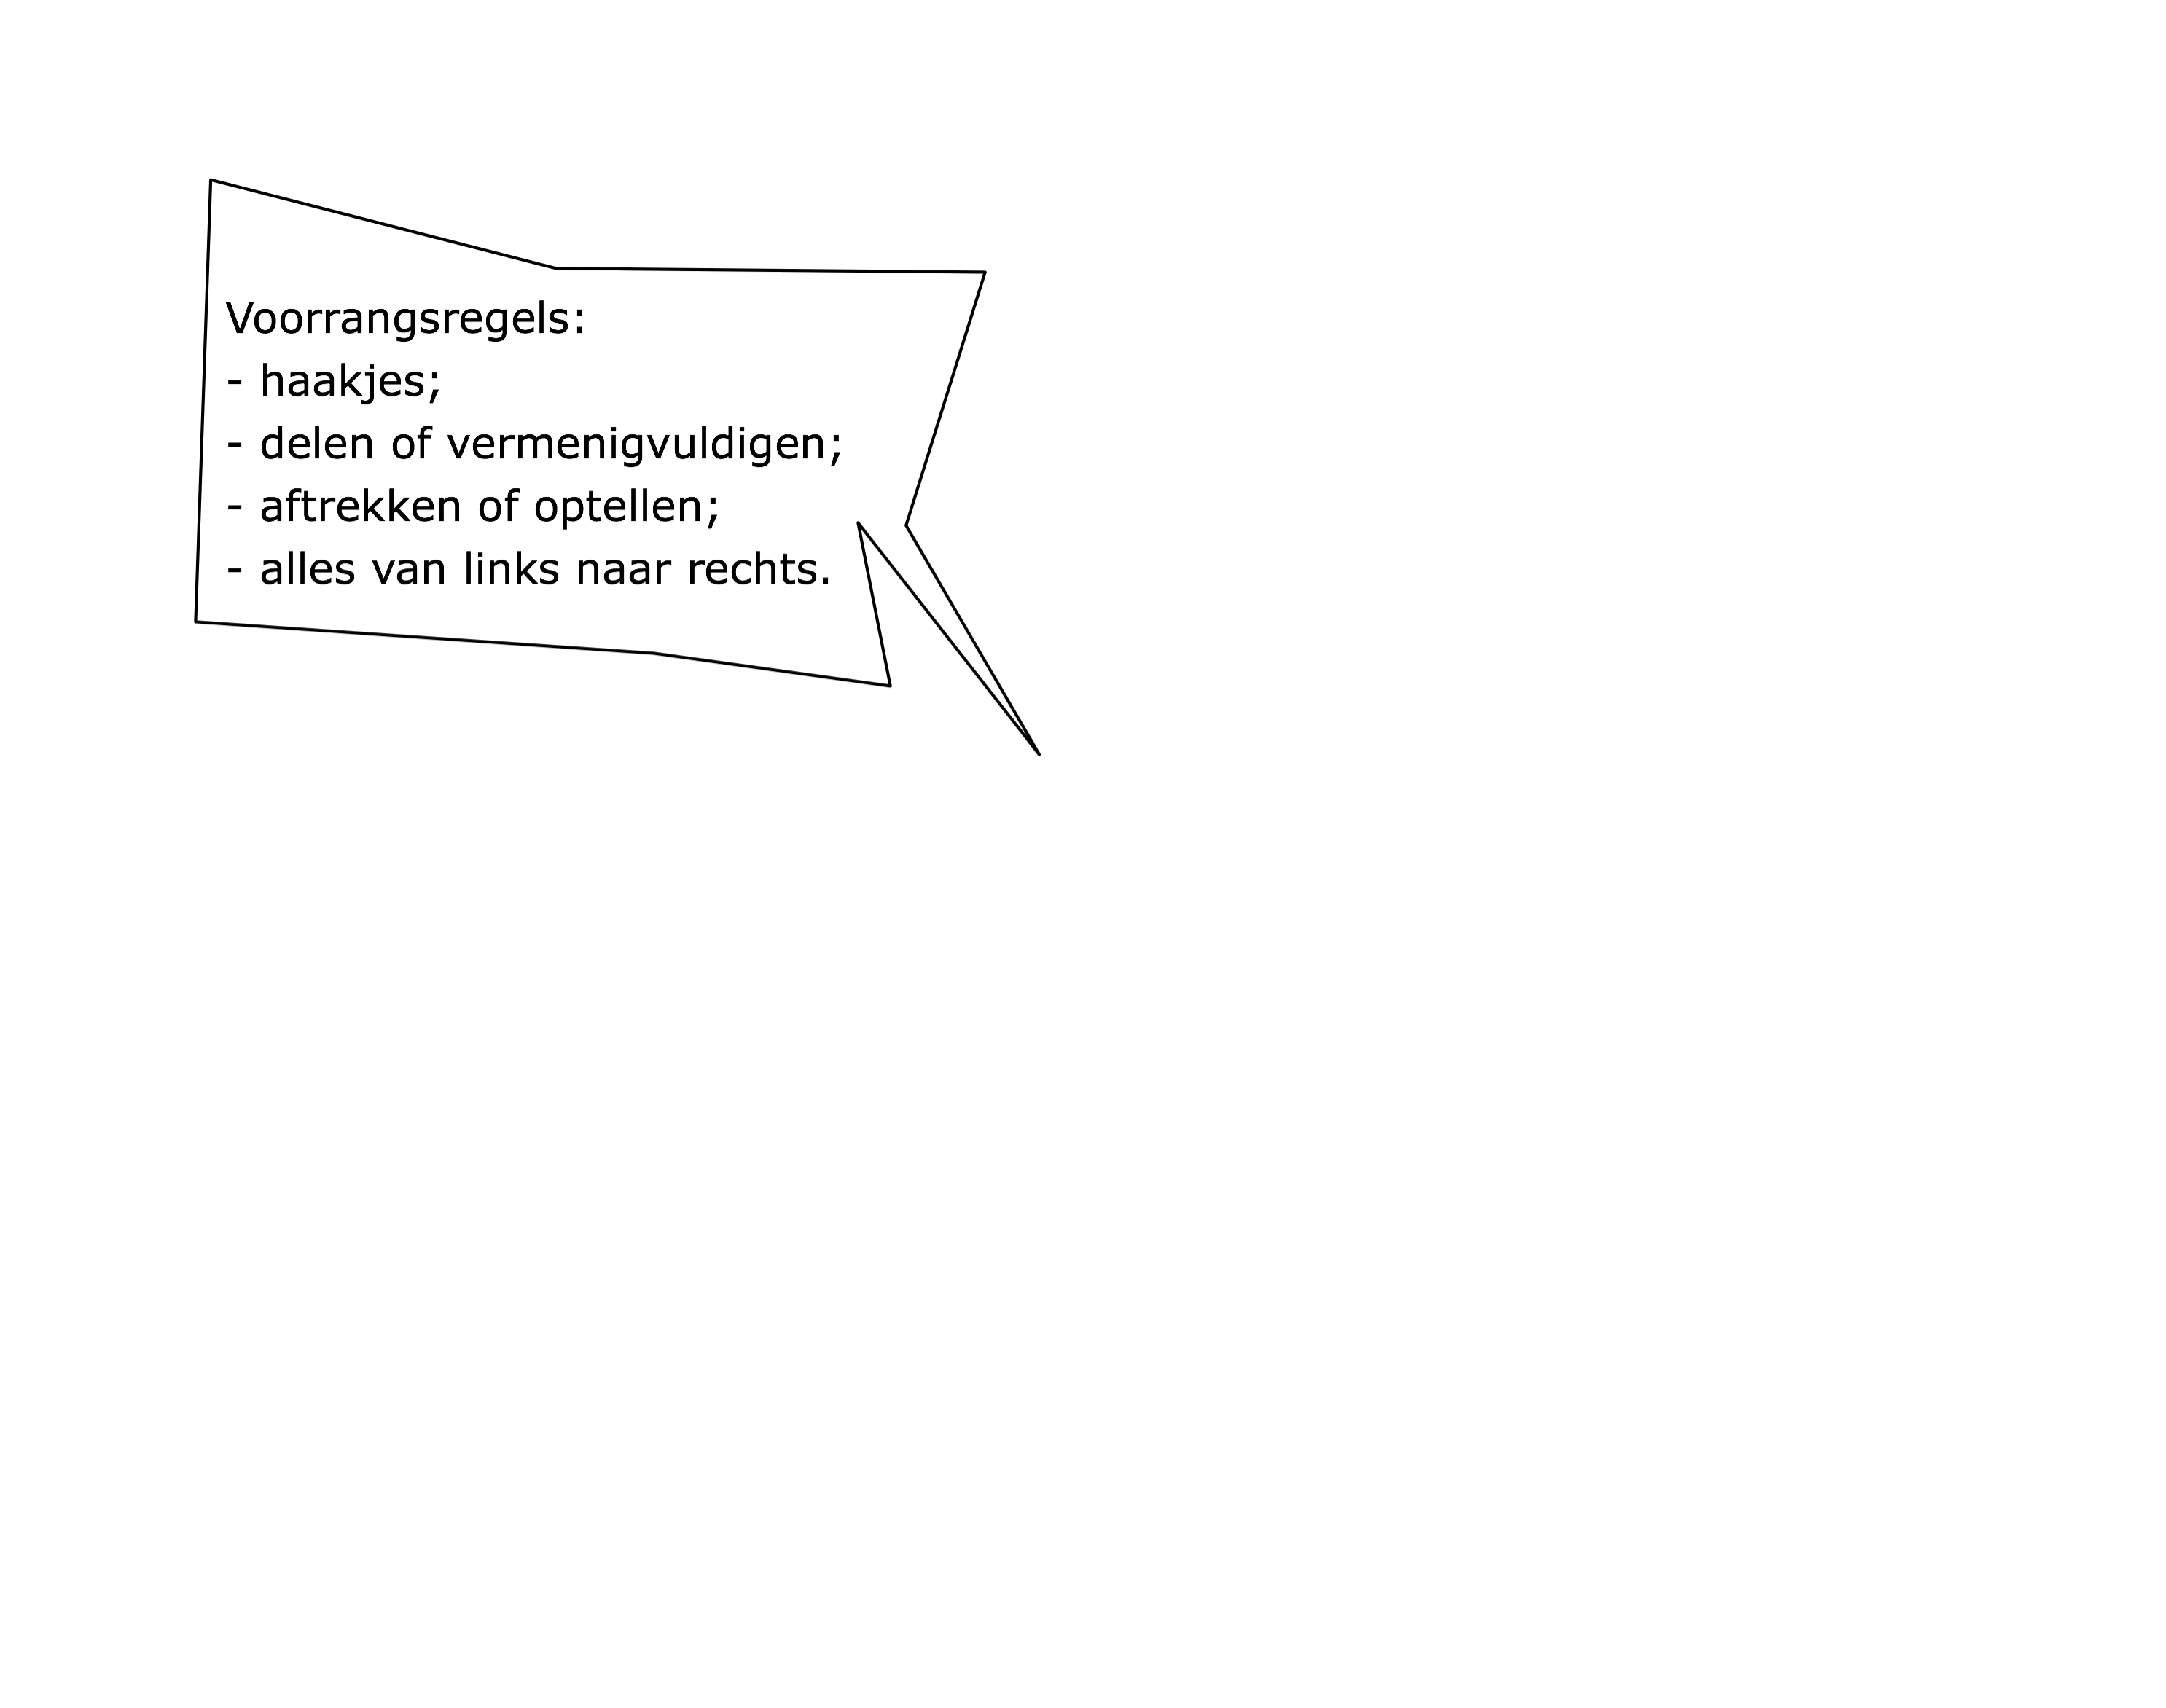 Voorrangsregels:
- haakjes;
- delen of vermenigvuldigen;
- aftrekken of optellen;
- alles van links naar rechts.